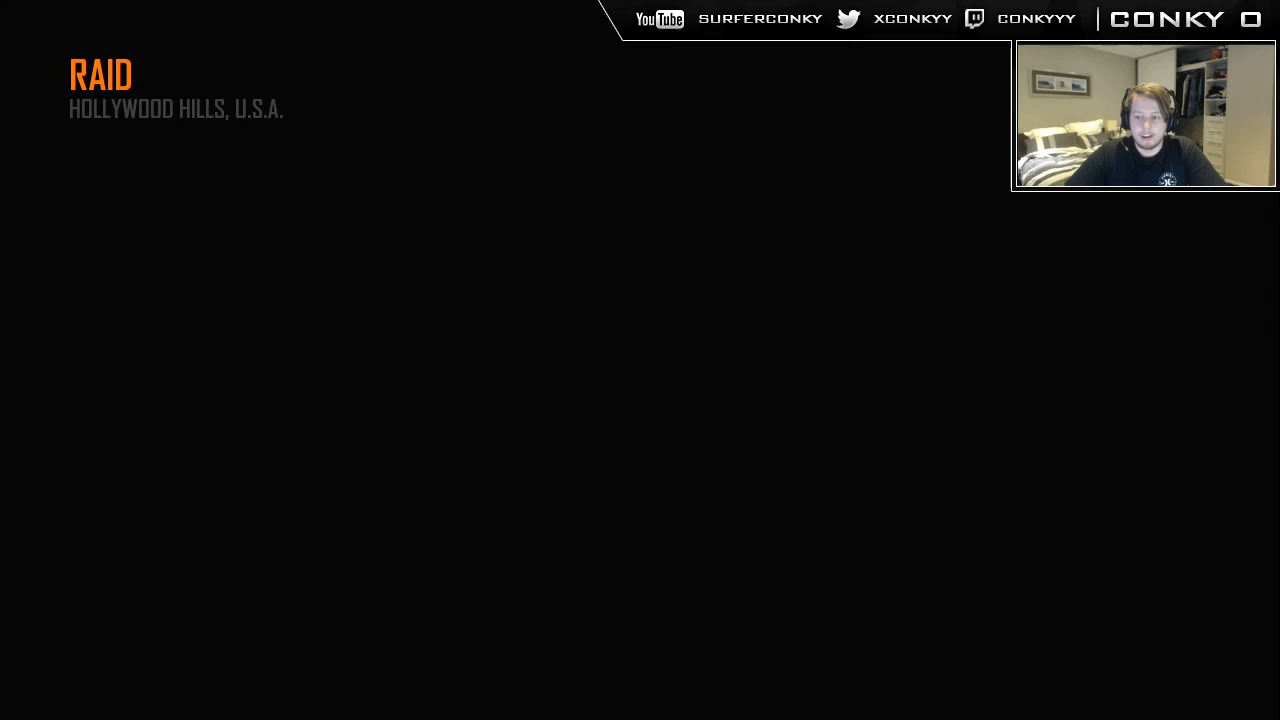 YouTube SURFERCONKY XCONKYY CONKYYY CONKY O
RAID
HOLLYWOOD HILLS, U.S.A.